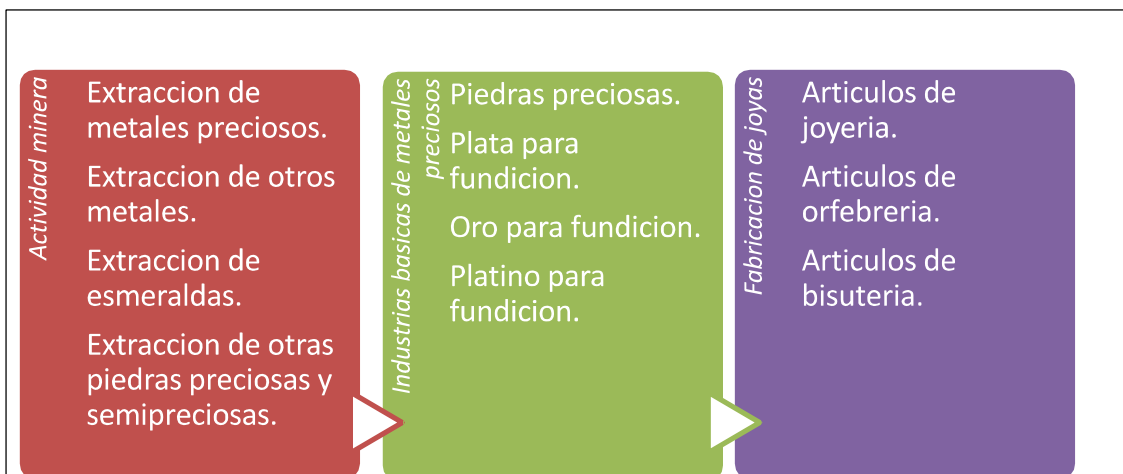 Actividad minera
Extraccion de
metales preciosos.
Extraccion de otros
metales.
Extraccion de
esmeraldas.
Extraccion de otras
piedras preciosas y
semipreciosas.
Industrias basicas de metales
preciosos
Piedras preciosas.
Plata para
fundicion.
Oro para fundicion.
Platino para
fundicion.
Fabricacion de joyas
Articulos de
joyeria.
Articulos de
orfebreria.
Articulos de
bisuteria.